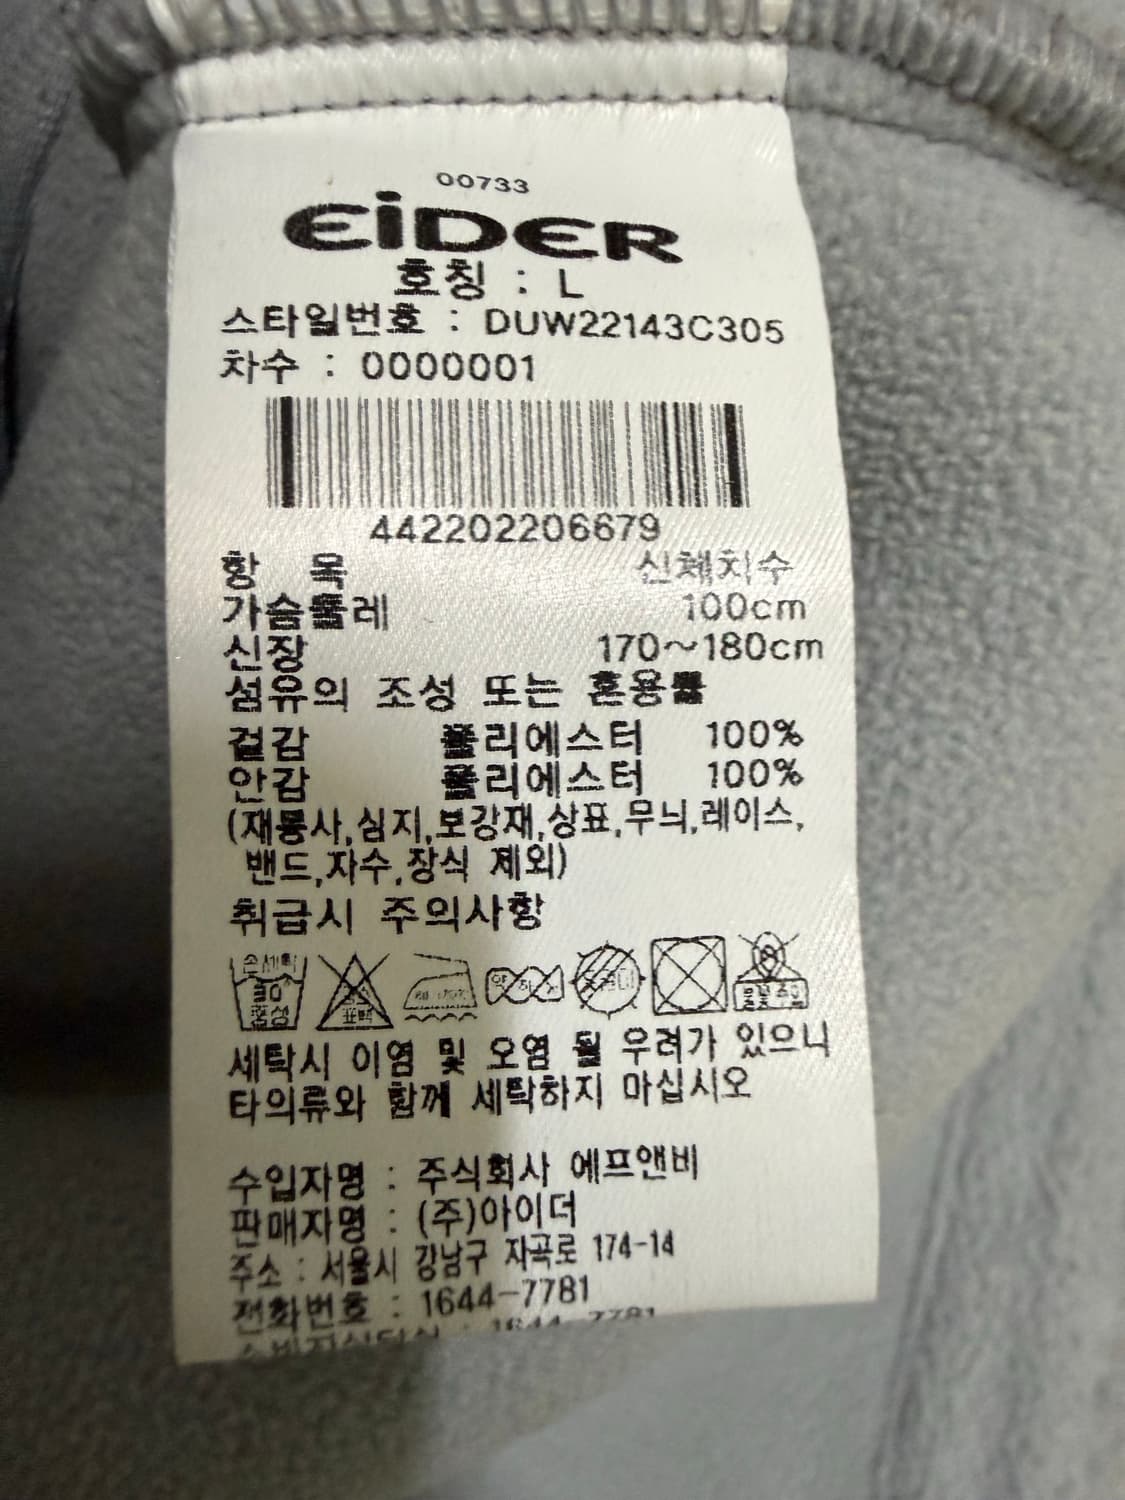 00733
EIDER
호칭 : L
스타일번호 : DUW22143C305
차수 : 0000001
442202206679
항 목 신체치수
가슴둘레 100cm
신장 170~180cm
섬유의 조성 또는 혼용률
겉감 폴리에스터 100%
안감 폴리에스터 100%
(재봉사,심지,보강재,상표,무늬,레이스,
밴드,자수,장식 제외)
취급시 주의사항
손세탁 30° 중성
세탁시 이염 및 오염 될 우려가 있으니
타의류와 함께 세탁하지 마십시오
수입자명 : 주식회사 에프앤비
판매자명 : (주)아이더
주소 : 서울시 강남구 자곡로 174-14
전화번호 : 1644-7781
1644-7781